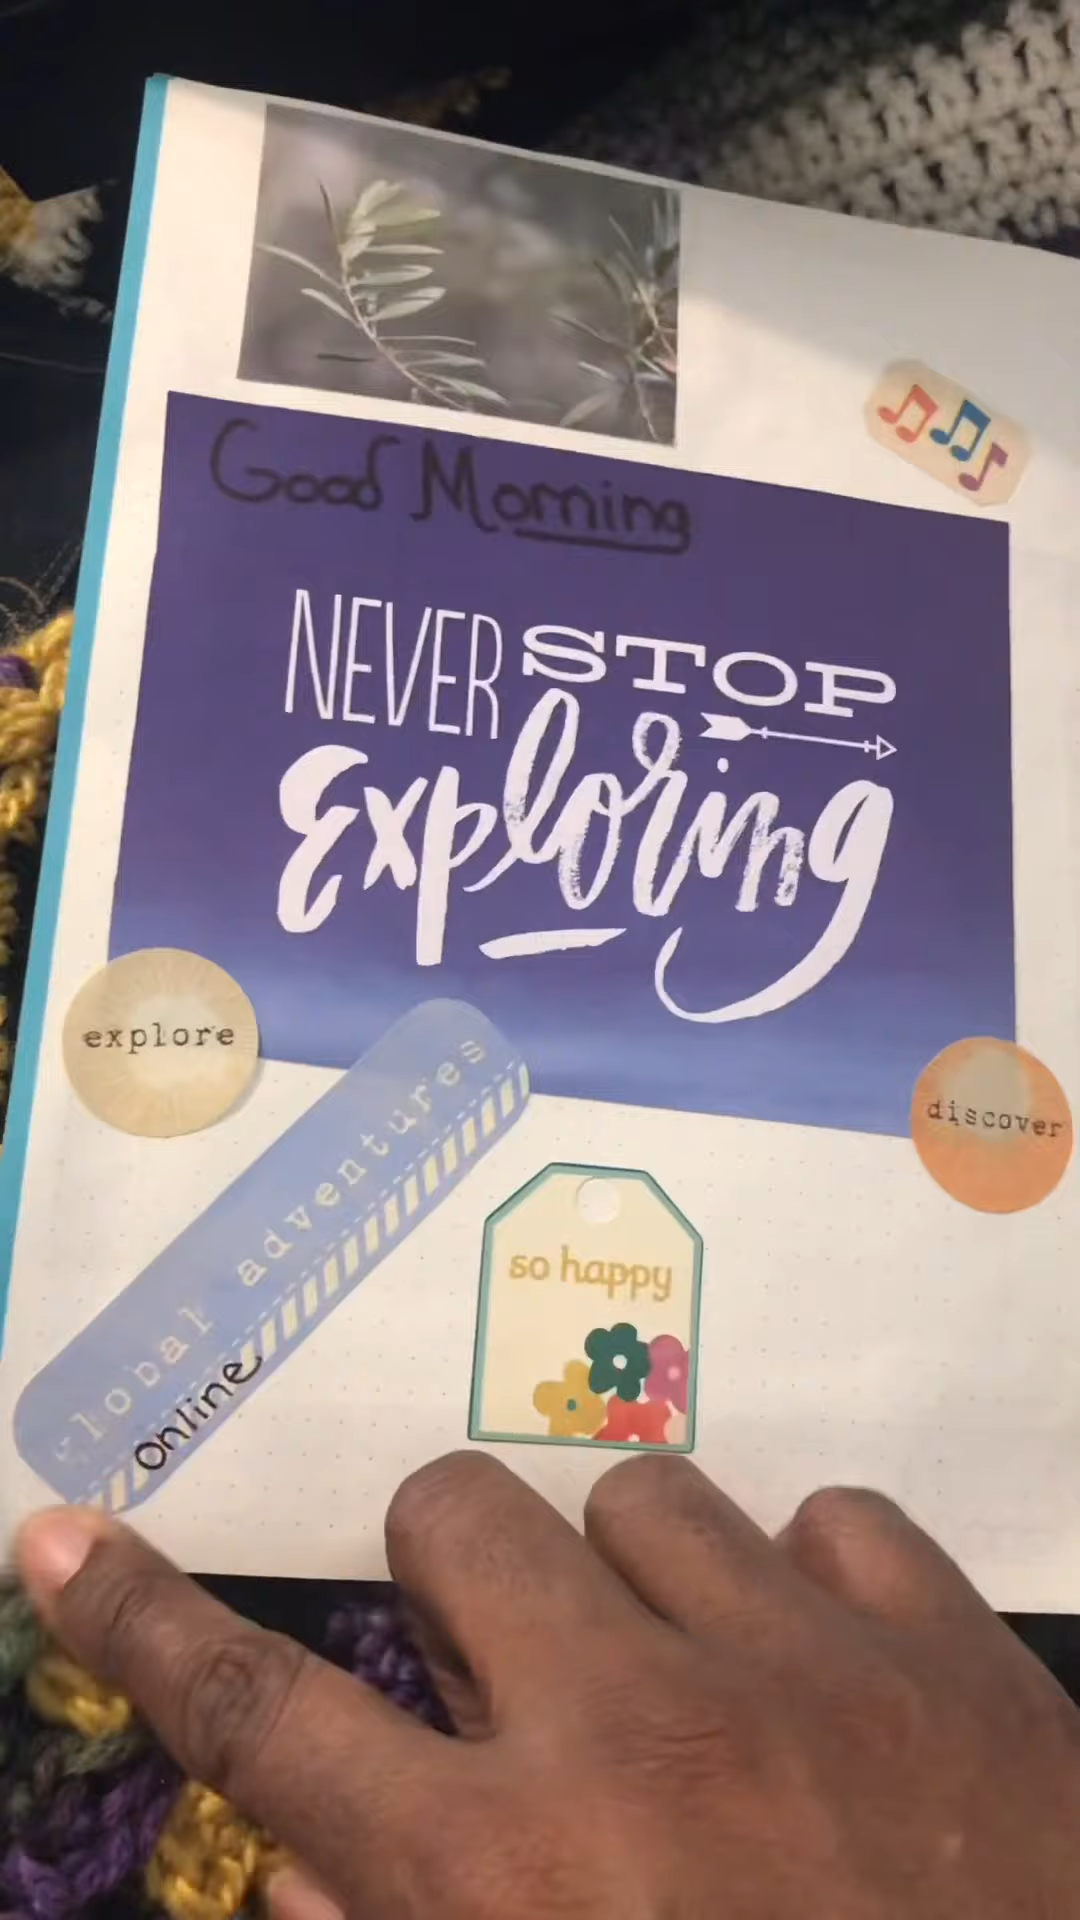 Good Morning
NEVER STOP
Exploring
explore
discover
global adventures
online
so happy